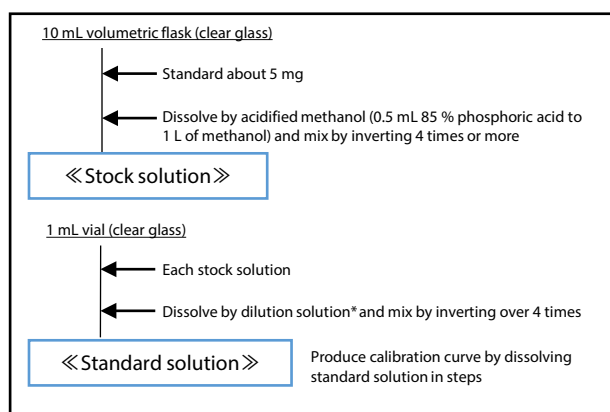 10 mL volumetric flask (clear glass)
Standard about 5 mg
Dissolve by acidified methanol (0.5 mL 85 % phosphoric acid to
1 L of methanol) and mix by inverting 4 times or more
≪Stock solution≫
1 mL vial (clear glass)
Each stock solution
Dissolve by dilution solution* and mix by inverting over 4 times
≪Standard solution≫
Produce calibration curve by dissolving
standard solution in steps